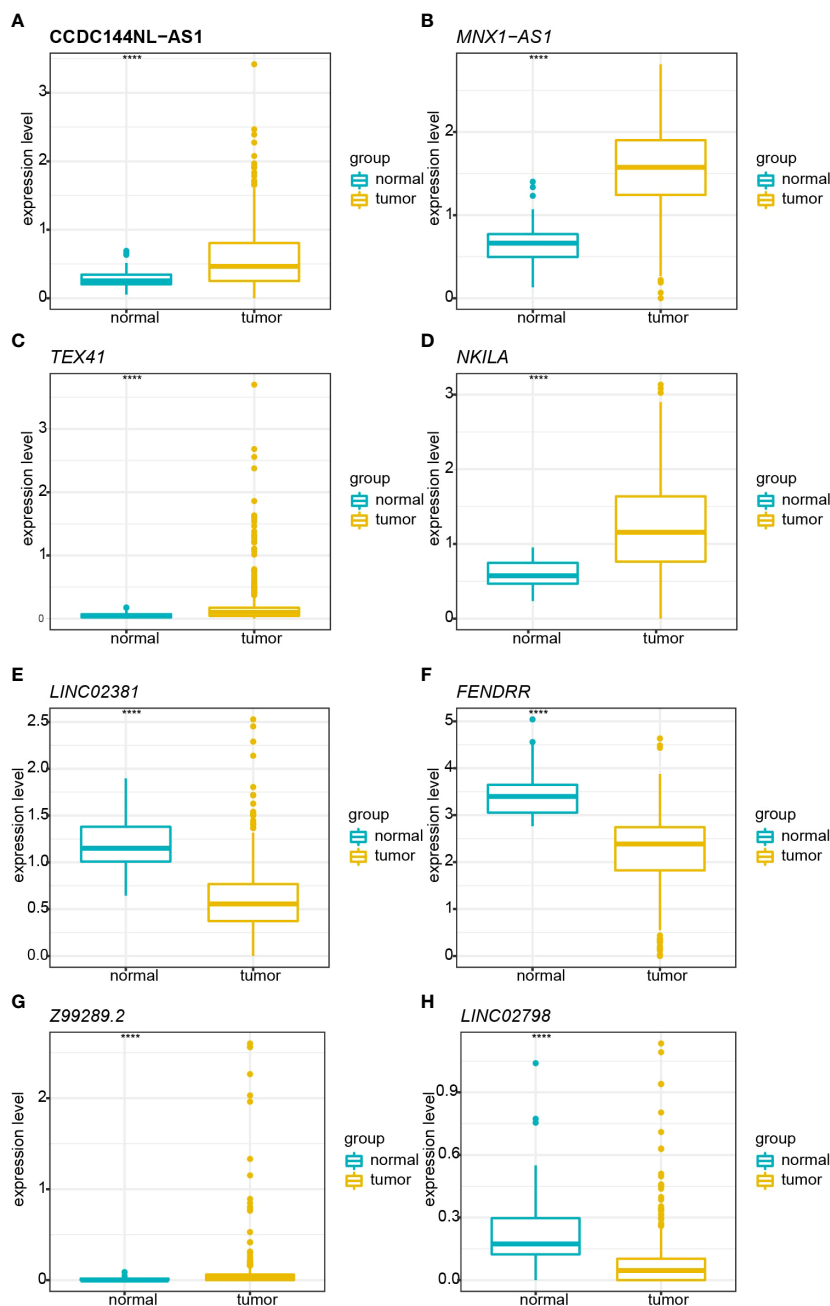 A
CCDC144NL−AS1
****
expression level
3
2
1
0
normal
tumor
group
normal
tumor
B
MNX1−AS1
****
expression level
2
1
0
normal
tumor
group
normal
tumor
C
TEX41
****
expression level
3
2
1
0
normal
tumor
group
normal
tumor
D
NKILA
****
expression level
3
2
1
0
normal
tumor
group
normal
tumor
E
LINC02381
****
expression level
2.5
2.0
1.5
1.0
0.5
0.0
normal
tumor
group
normal
tumor
F
FENDRR
****
expression level
5
4
3
2
1
0
normal
tumor
group
normal
tumor
G
Z99289.2
****
expression level
2
1
0
normal
tumor
group
normal
tumor
H
LINC02798
****
expression level
0.9
0.6
0.3
0.0
normal
tumor
group
normal
tumor